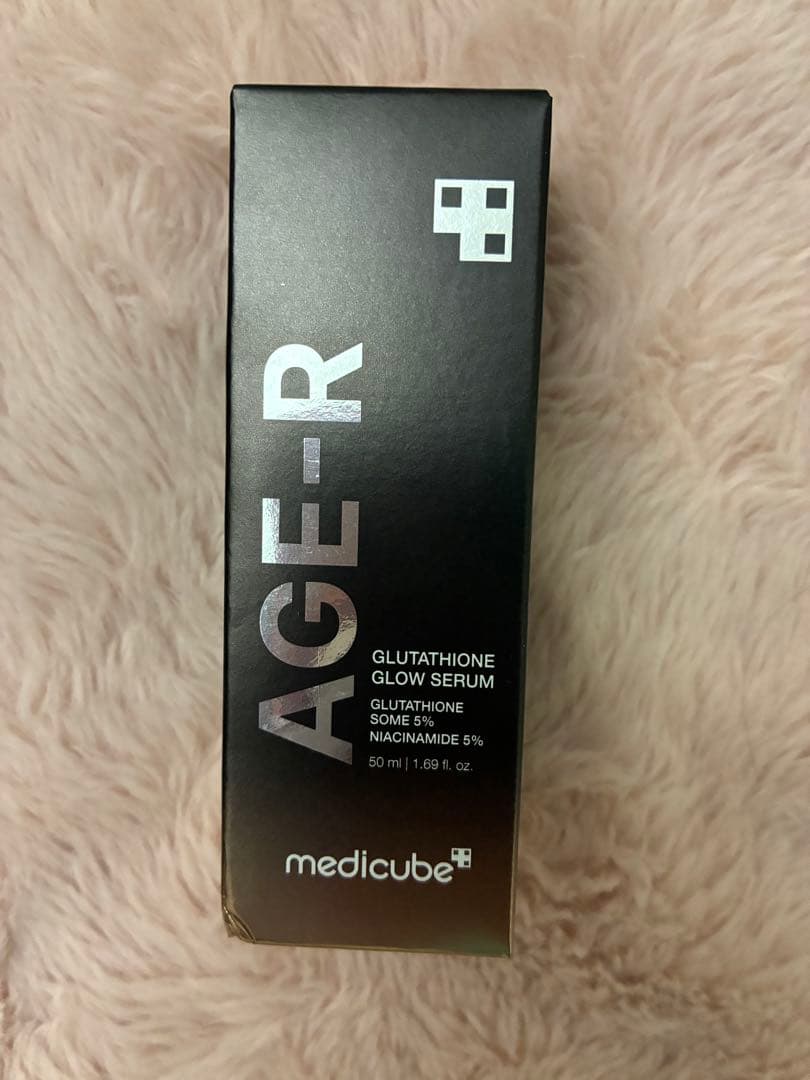 AGE-R
GLUTATHIONE
GLOW SERUM
GLUTATHIONE
SOME 5%
NIACINAMIDE 5%
50 ml | 1.69 fl. oz.
medicube